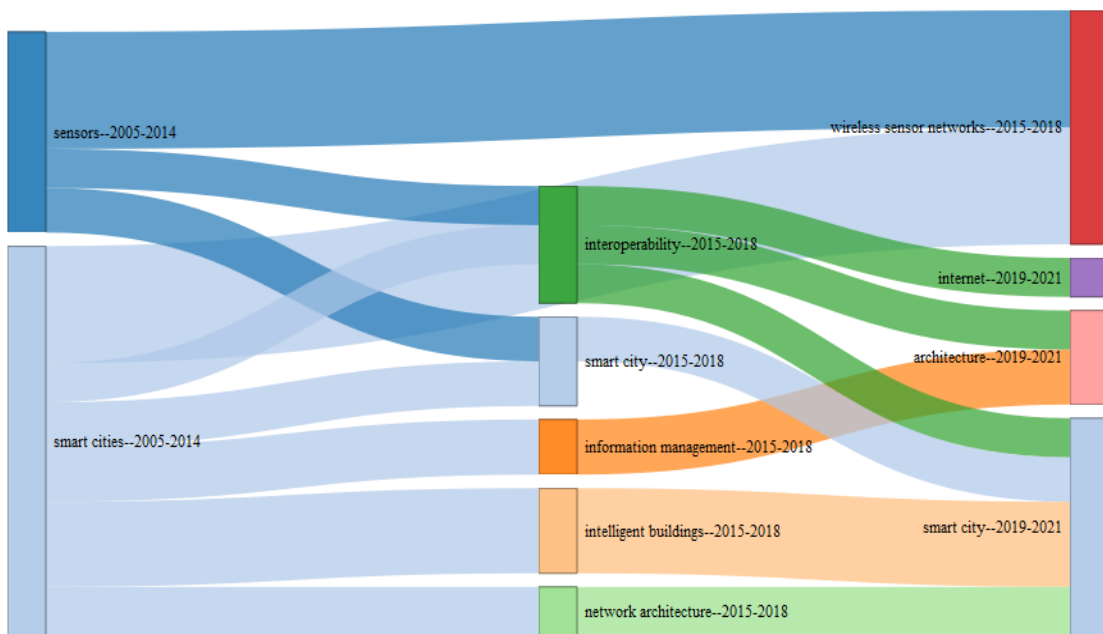 sensors--2005-2014
wireless sensor networks--2015-2018
interoperability--2015-2018
internet--2019-2021
architecture--2019-2021
smart city--2015-2018
smart cities--2005-2014
information management--2015-2018
intelligent buildings--2015-2018
smart city--2019-2021
network architecture--2015-2018